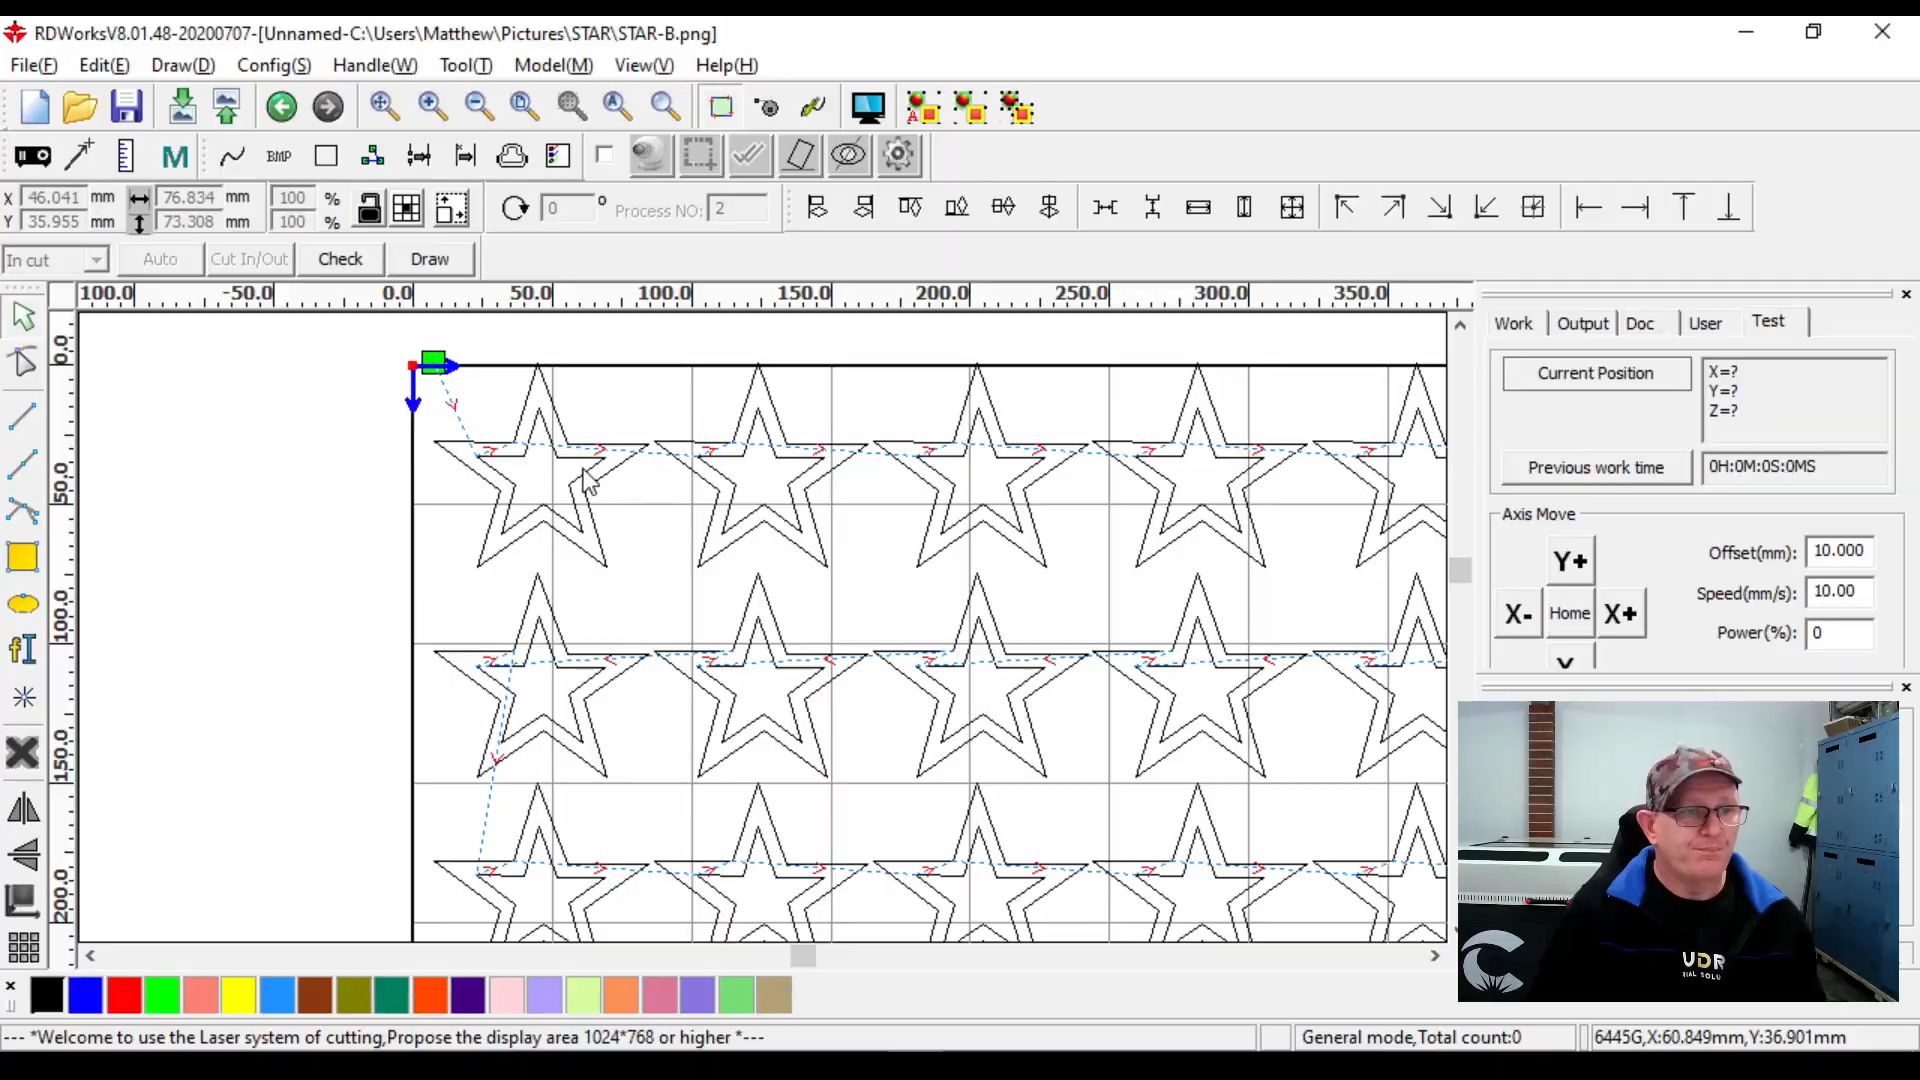 RDWorksV8.01.48-20200707-[Unnamed-C:\Users\Matthew\Pictures\STAR\STAR-B.png]
File(F) Edit(E) Draw(D) Config(S) Handle(W) Tool(T) Model(M) View(V) Help(H)
M BMP
X 46.041 mm 76.834 mm 100 %
Y 35.955 mm 73.308 mm 100 %
0 ° Process NO: 2
In cut Auto Cut In/Out Check Draw
100.0 -50.0 0.0 50.0 100.0 150.0 200.0 250.0 300.0 350.0
0.0
50.0
100.0
150.0
200.0
Work Output Doc User Test
Current Position
X=?
Y=?
Z=?
Previous work time 0H:0M:0S:0MS
Axis Move
Y+
X- Home X+
Offset(mm): 10.000
Speed(mm/s): 10.00
Power(%): 0
UDR
RIAL SOLU
--- *Welcome to use the Laser system of cutting,Propose the display area 1024*768 or higher *---
General mode,Total count:0
6445G,X:60.849mm,Y:36.901mm